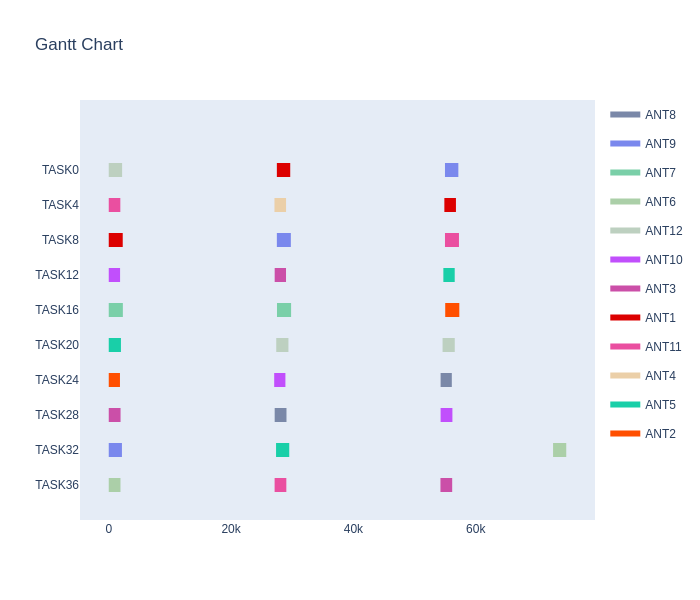 Gantt Chart
TASK0
TASK4
TASK8
TASK12
TASK16
TASK20
TASK24
TASK28
TASK32
TASK36
0 20k 40k 60k
ANT8
ANT9
ANT7
ANT6
ANT12
ANT10
ANT3
ANT1
ANT11
ANT4
ANT5
ANT2